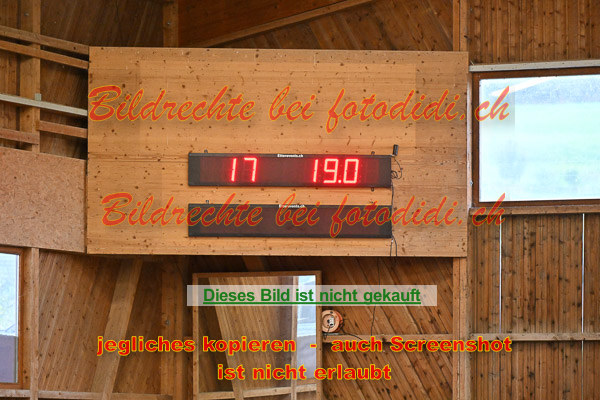 Bildrechte bei fotodidi.ch
17 19.0
Bildrechte bei fotodidi.ch
Dieses Bild ist nicht gekauft
jegliches kopieren - auch Screenshot
ist nicht erlaubt